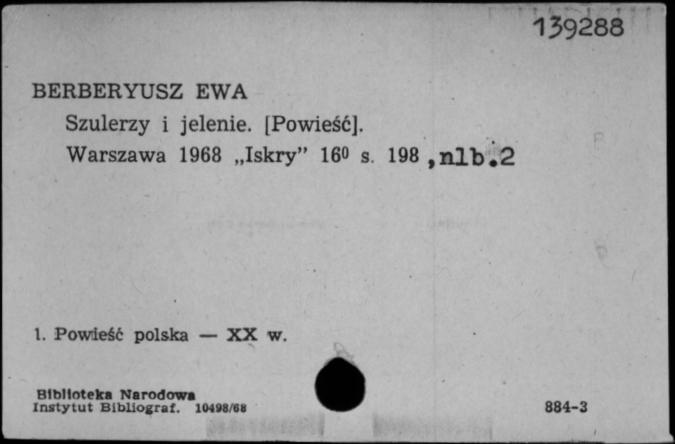 139288
BERBERYUSZ EWA
Szulerzy i jelenie. [Powieść].
Warszawa 1968 „Iskry” 16⁰ s. 198 ,nlb.2
1. Powieść polska — XX w.
Biblioteka Narodowa
Instytut Bibliograf. 10498/68
884-3